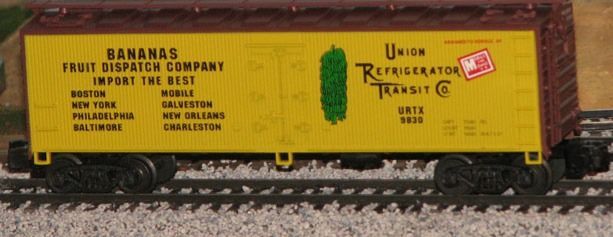 BANANAS
FRUIT DISPATCH COMPANY
IMPORT THE BEST
BOSTON MOBILE
NEW YORK GALVESTON
PHILADELPHIA NEW ORLEANS
BALTIMORE CHARLESTON
UNION
REFRIGERATOR
TRANSIT CO.
URTX
9830